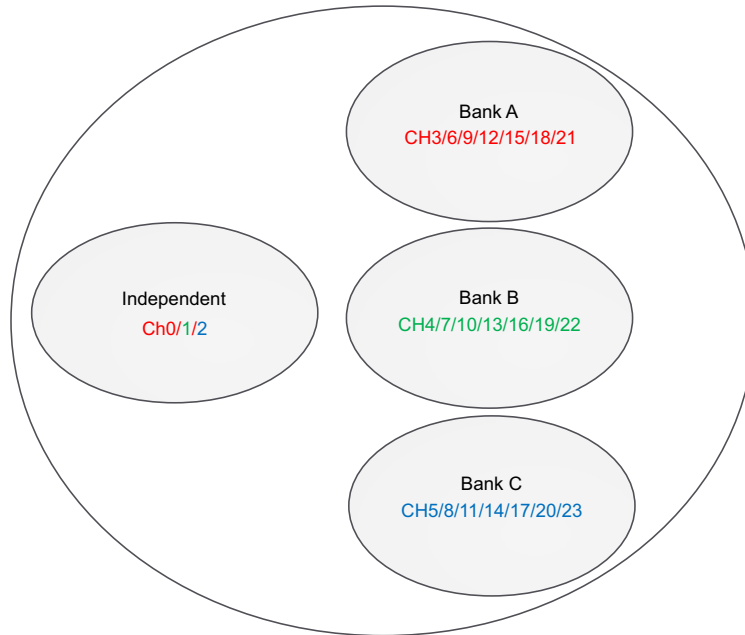 Bank A
CH3/6/9/12/15/18/21
Independent
Ch0/1/2
Bank B
CH4/7/10/13/16/19/22
Bank C
CH5/8/11/14/17/20/23